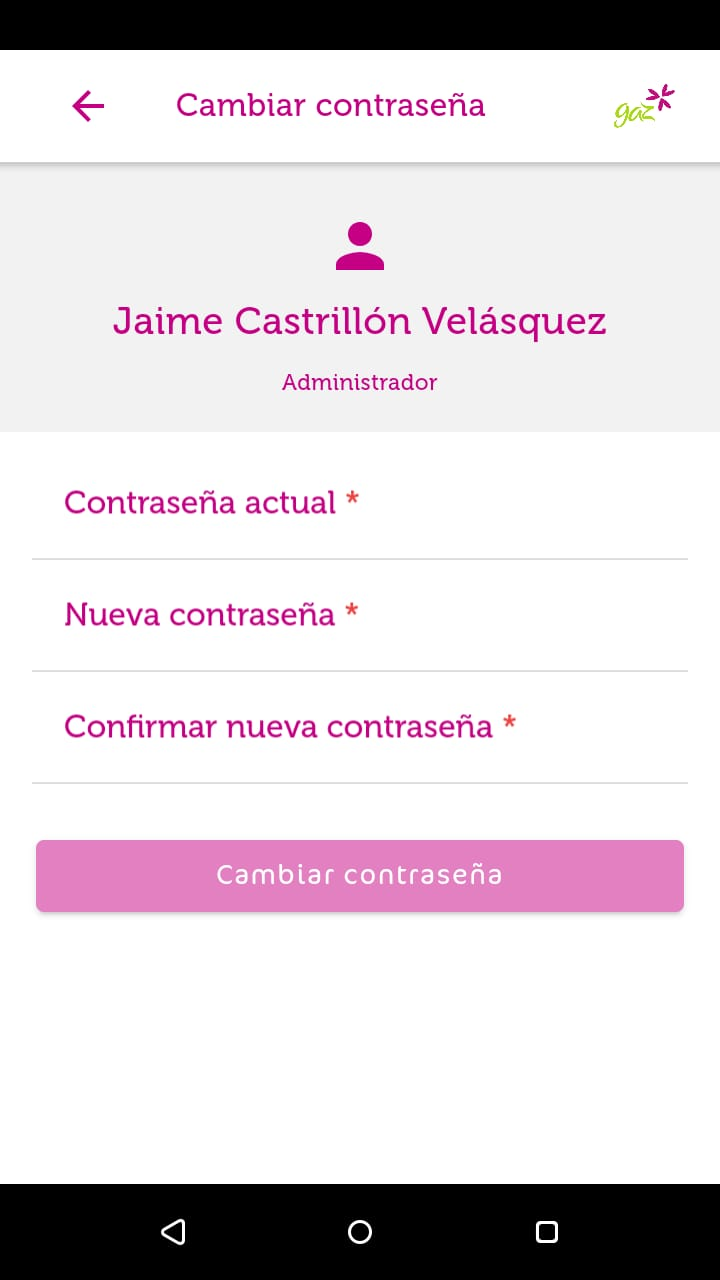 Cambiar contraseña
gaz
Jaime Castrillón Velásquez
Administrador
Contraseña actual *
Nueva contraseña *
Confirmar nueva contraseña *
Cambiar contraseña